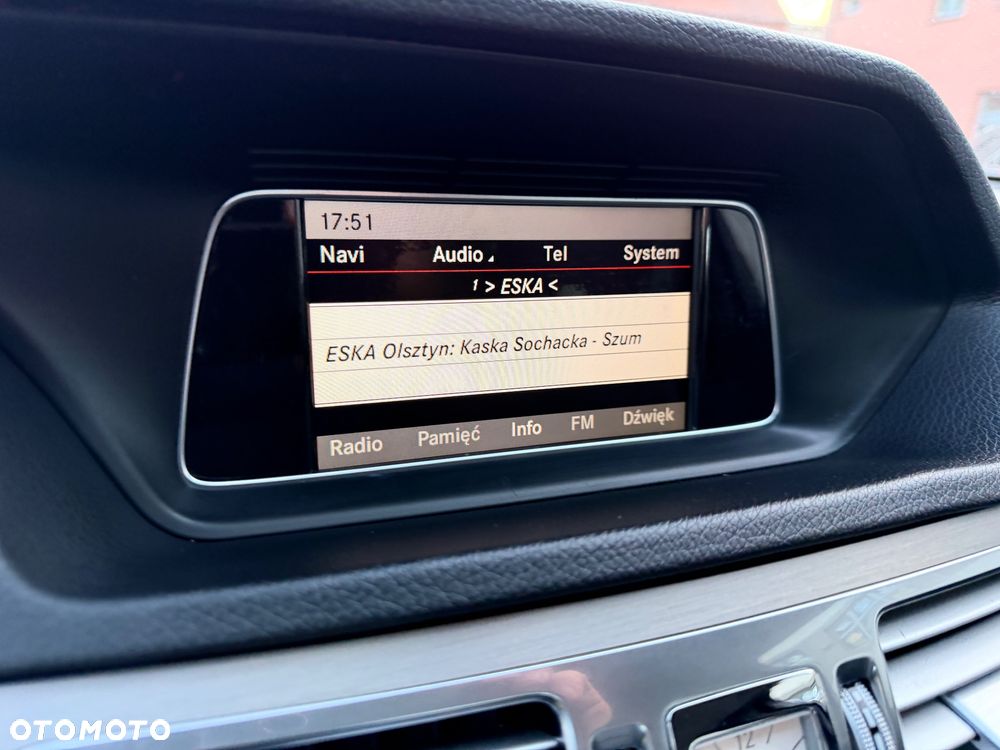 17:51
Navi Audio Tel System
1 > ESKA <
ESKA Olsztyn: Kaska Sochacka - Szum
Radio Pamięć Info FM Dźwięk
12
OTOMOTO